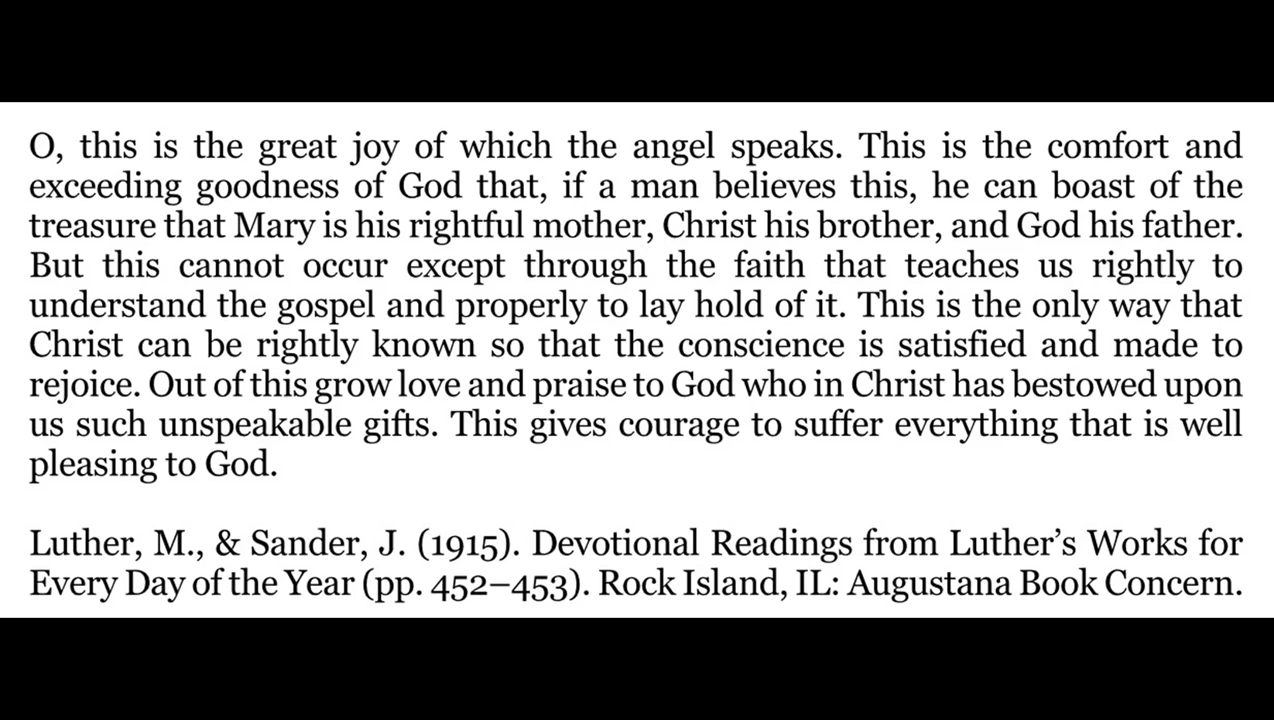 O, this is the great joy of which the angel speaks. This is the comfort and
exceeding goodness of God that, if a man believes this, he can boast of the
treasure that Mary is his rightful mother, Christ his brother, and God his father.
But this cannot occur except through the faith that teaches us rightly to
understand the gospel and properly to lay hold of it. This is the only way that
Christ can be rightly known so that the conscience is satisfied and made to
rejoice. Out of this grow love and praise to God who in Christ has bestowed upon
us such unspeakable gifts. This gives courage to suffer everything that is well
pleasing to God.
Luther, M., & Sander, J. (1915). Devotional Readings from Luther’s Works for
Every Day of the Year (pp. 452–453). Rock Island, IL: Augustana Book Concern.